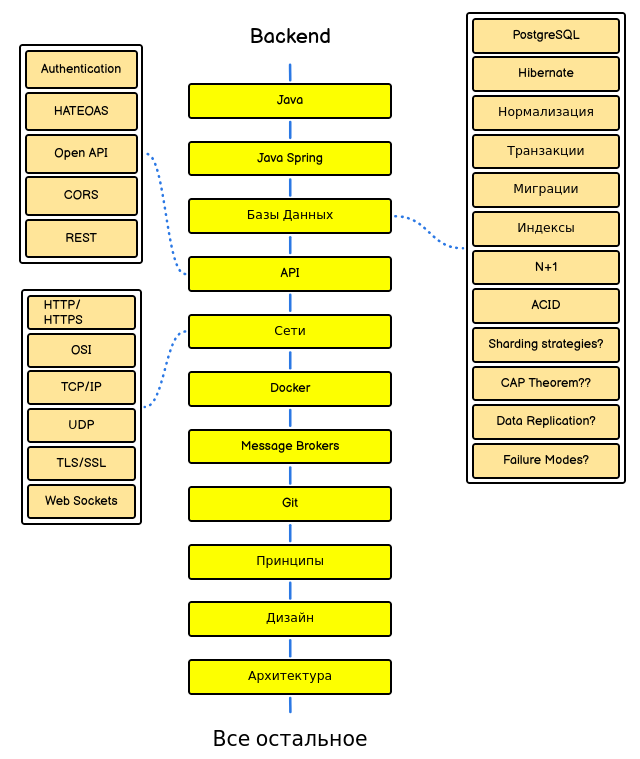 Backend
Java
Java Spring
Базы Данных
API
Сети
Docker
Message Brokers
Git
Принципы
Дизайн
Архитектура
Все остальное
Authentication
HATEOAS
Open API
CORS
REST
HTTP/
HTTPS
OSI
TCP/IP
UDP
TLS/SSL
Web Sockets
PostgreSQL
Hibernate
Нормализация
Транзакции
Миграции
Индексы
N+1
ACID
Sharding strategies?
CAP Theorem??
Data Replication?
Failure Modes?